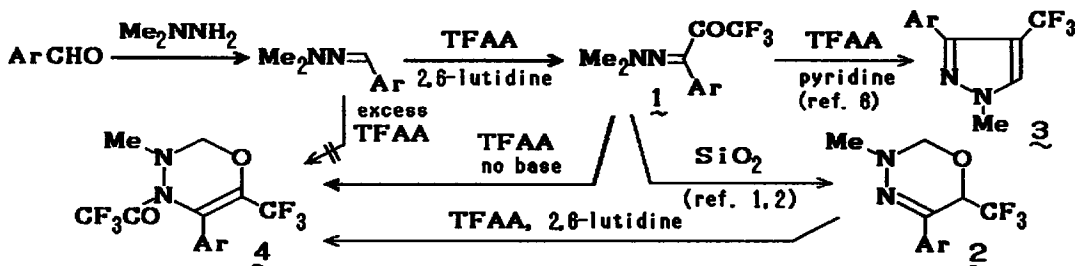 ArCHO
Me2NNH2
Me2NN
Ar
TFAA
2,6-lutidine
COCF3
Me2NN
Ar
1
TFAA
pyridine
(ref. 6)
Ar
CF3
N
N
Me
3
excess
TFAA
TFAA
no base
SiO2
(ref. 1,2)
TFAA, 2,6-lutidine
Me
N
O
N
CF3CO
CF3
Ar
4
Me
N
O
N
CF3
Ar
2